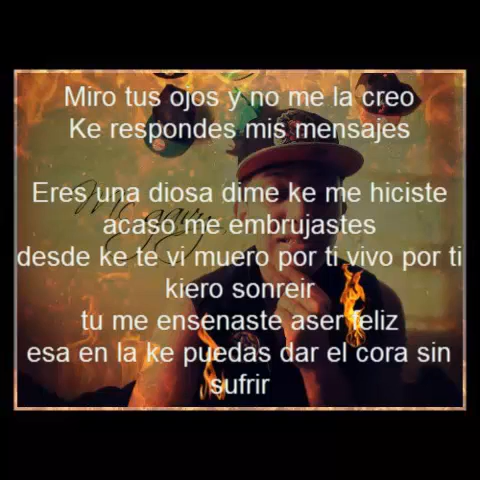 Miro tus ojos y no me la creo
Ke respondes mis mensajes
Eres una diosa dime ke me hiciste
acaso me embrujastes
desde ke te vi muero por ti vivo por ti
kiero sonreir
tu me ensenaste aser feliz
esa en la ke puedas dar el cora sin
sufrir